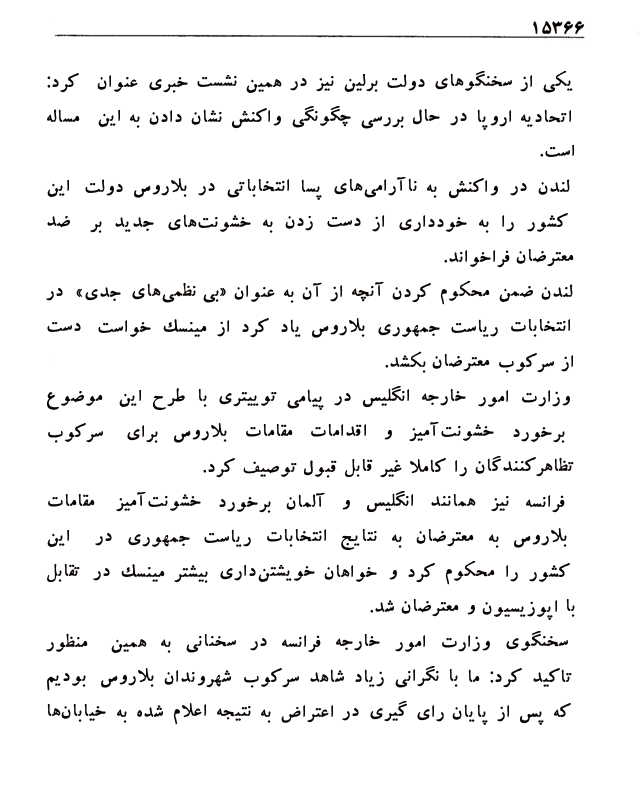 ۱۵۳۶۶
یکی از سخنگوهای دولت برلین نیز در همین نشست خبری عنوان کرد:
اتحادیه اروپا در حال بررسی چگونگی واکنش نشان دادن به این مساله
است.
لندن در واکنش به ناآرامی‌های پسا انتخاباتی در بلاروس دولت این
کشور را به خودداری از دست زدن به خشونت‌های جدید بر ضد
معترضان فراخواند.
لندن ضمن محکوم کردن آنچه از آن به عنوان «بی نظمی‌های جدی» در
انتخابات ریاست جمهوری بلاروس یاد کرد از مینسك خواست دست
از سرکوب معترضان بکشد.
وزارت امور خارجه انگلیس در پیامی توییتری با طرح این موضوع
برخورد خشونت‌آمیز و اقدامات مقامات بلاروس برای سرکوب
تظاهرکنندگان را کاملا غیر قابل قبول توصیف کرد.
فرانسه نیز همانند انگلیس و آلمان برخورد خشونت‌آمیز مقامات
بلاروس به معترضان به نتایج انتخابات ریاست جمهوری در این
کشور را محکوم کرد و خواهان خویشتن‌داری بیشتر مینسك در تقابل
با اپوزیسیون و معترضان شد.
سخنگوی وزارت امور خارجه فرانسه در سخنانی به همین منظور
تاکید کرد: ما با نگرانی زیاد شاهد سرکوب شهروندان بلاروس بودیم
که پس از پایان رای گیری در اعتراض به نتیجه اعلام شده به خیابان‌ها